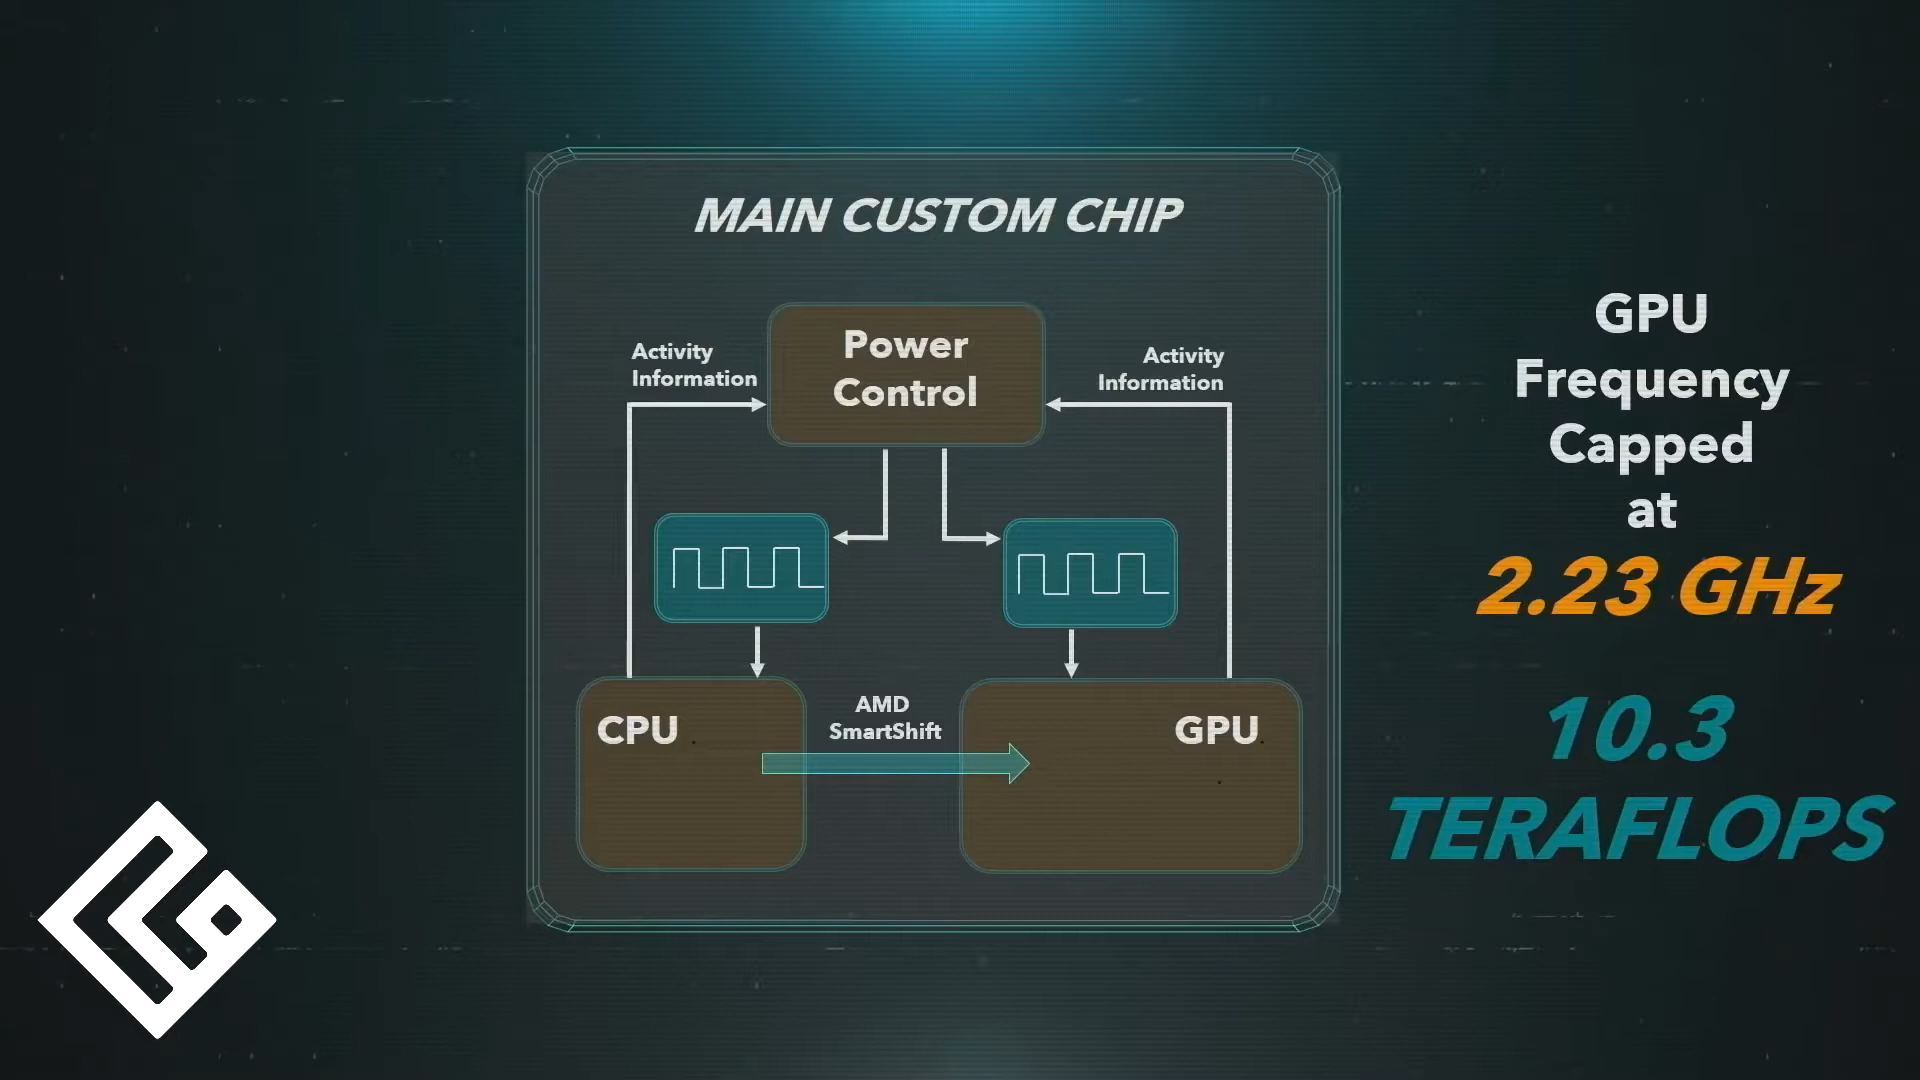 MAIN CUSTOM CHIP
Power
Control
Activity
Information
Activity
Information
CPU
AMD
SmartShift
GPU
GPU
Frequency
Capped
at
2.23 GHz
10.3
TERAFLOPS